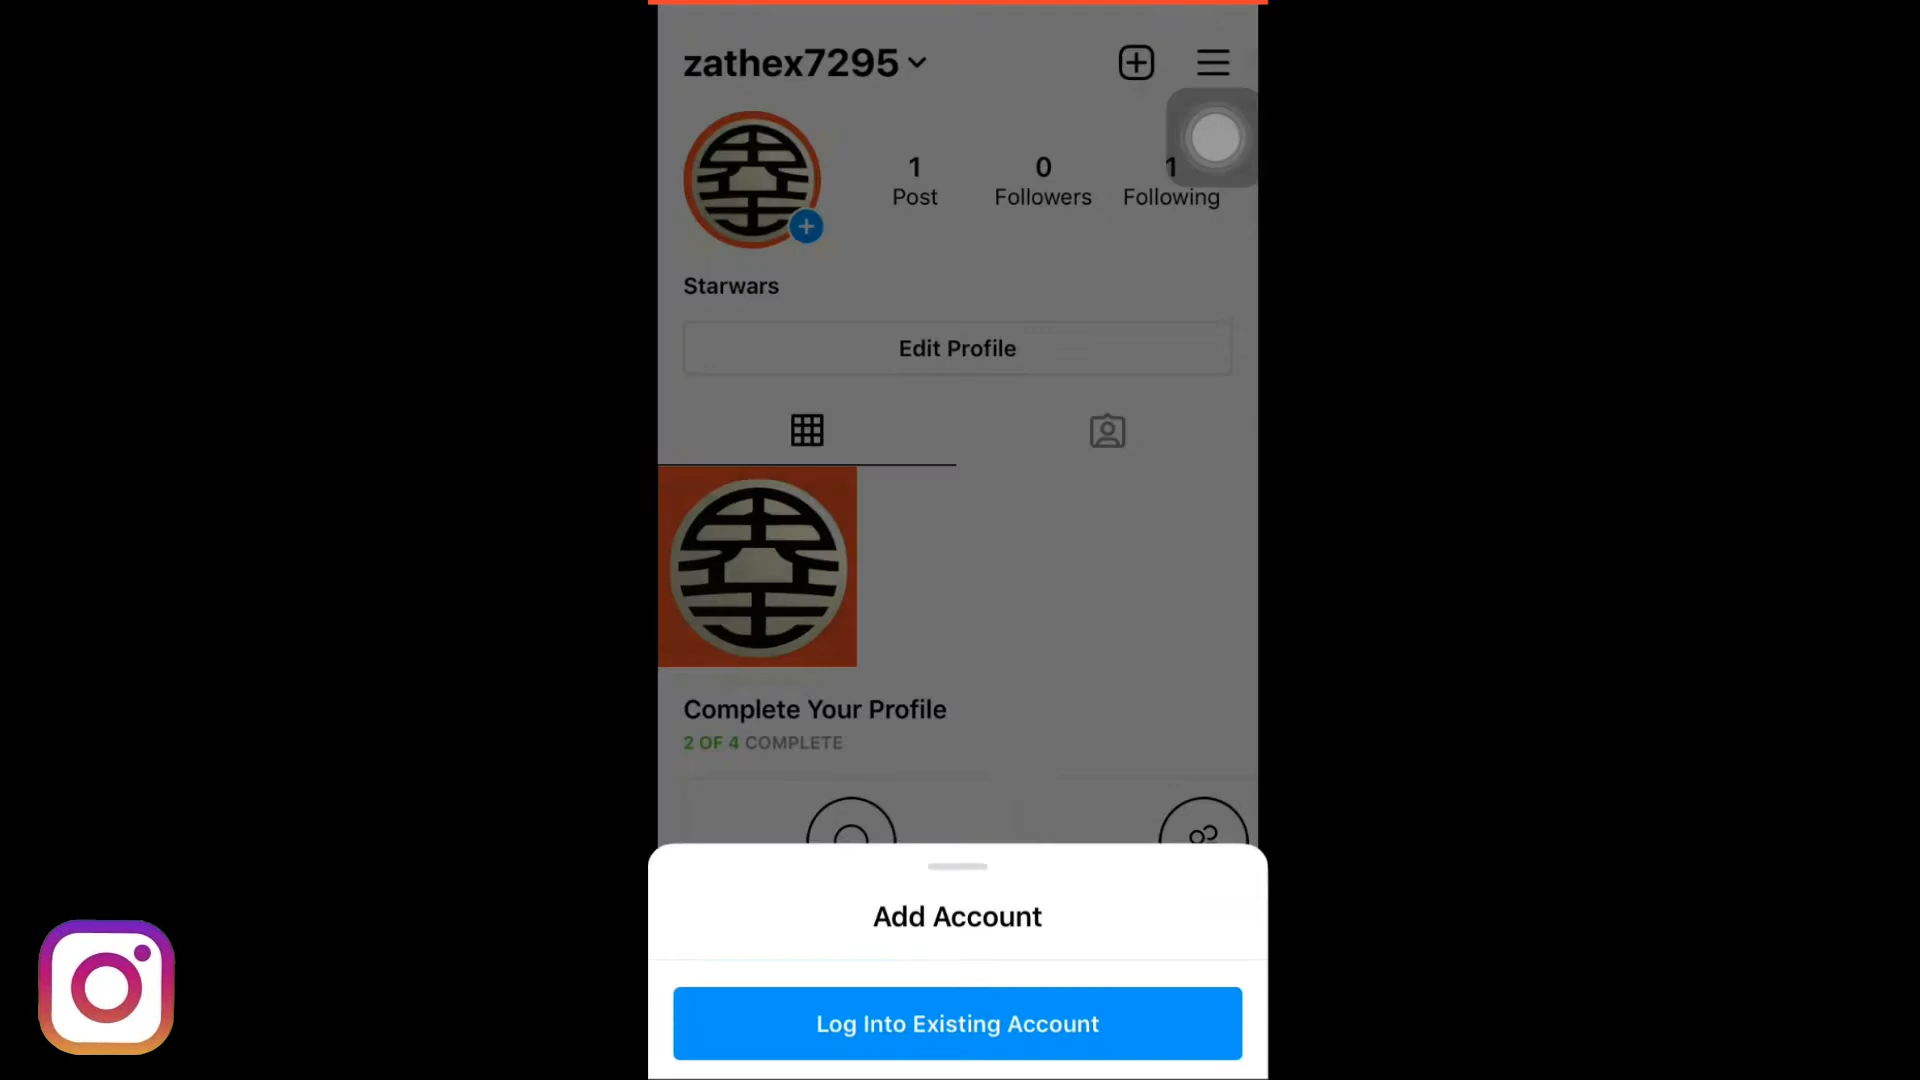 zathex7295
1
Post
0
Followers
1
Following
Starwars
Edit Profile
Complete Your Profile
2 OF 4 COMPLETE
Add Account
Log Into Existing Account